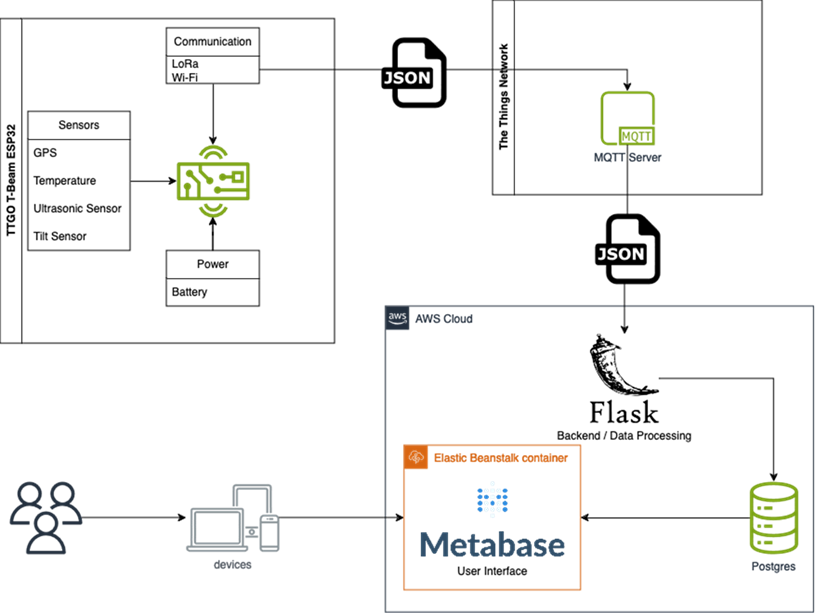 TTGO T-Beam ESP32
Communication
LoRa
Wi-Fi
Sensors
GPS
Temperature
Ultrasonic Sensor
Tilt Sensor
Power
Battery
JSON
The Things Network
MQTT
MQTT Server
JSON
aws
AWS Cloud
Flask
Backend / Data Processing
Elastic Beanstalk container
Metabase
User Interface
Postgres
devices